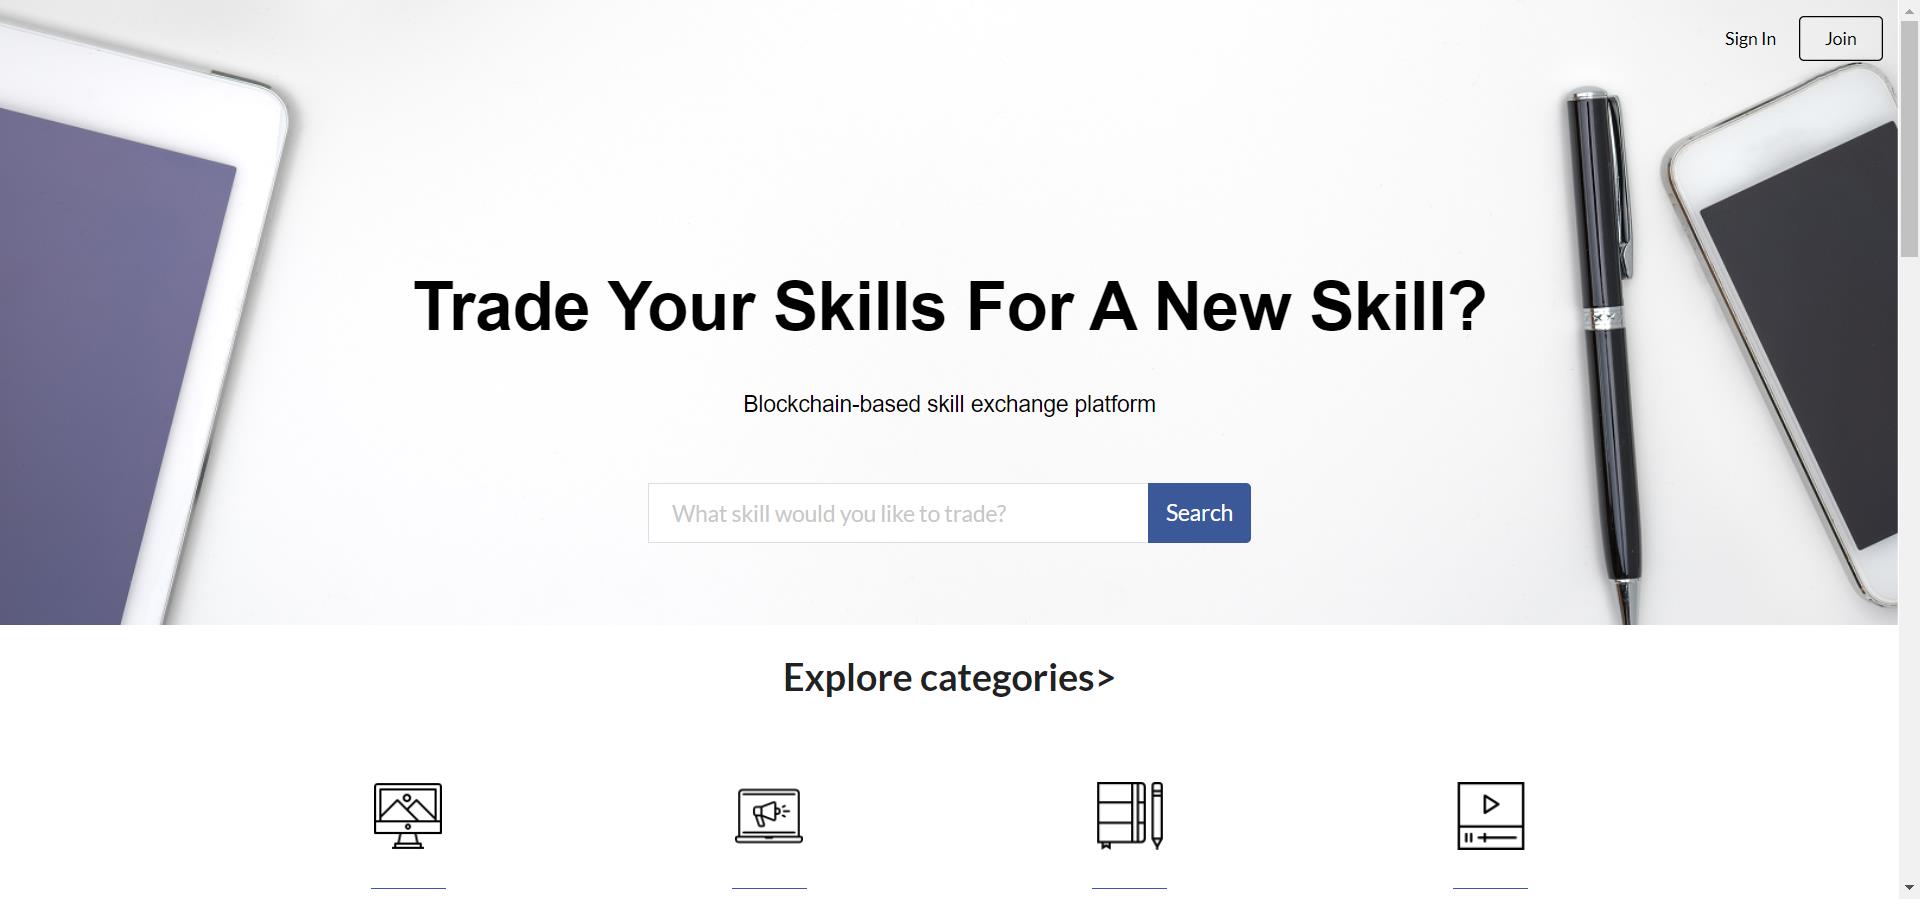 Sign In
Join
Trade Your Skills For A New Skill?
Blockchain-based skill exchange platform
What skill would you like to trade?
Search
Explore categories>